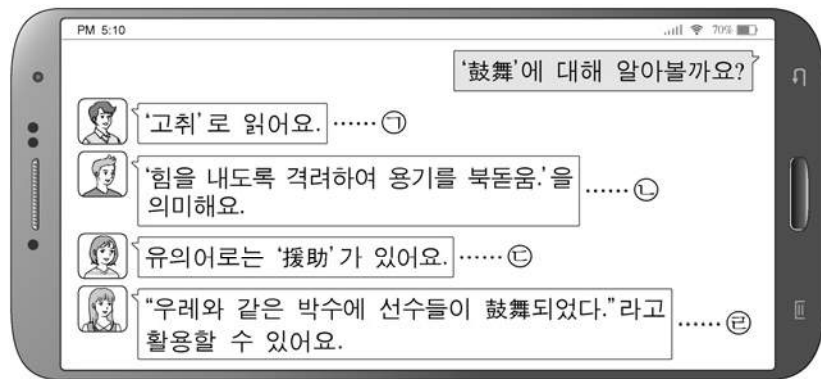 PM 5:10 70%
‘鼓舞’에 대해 알아볼까요?
‘고취’로 읽어요. ······ ㉠
‘힘을 내도록 격려하여 용기를 북돋움.’을
의미해요. ······ ㉡
유의어로는 ‘援助’가 있어요. ······ ㉢
“우레와 같은 박수에 선수들이 鼓舞되었다.”라고
활용할 수 있어요. ······ ㉣